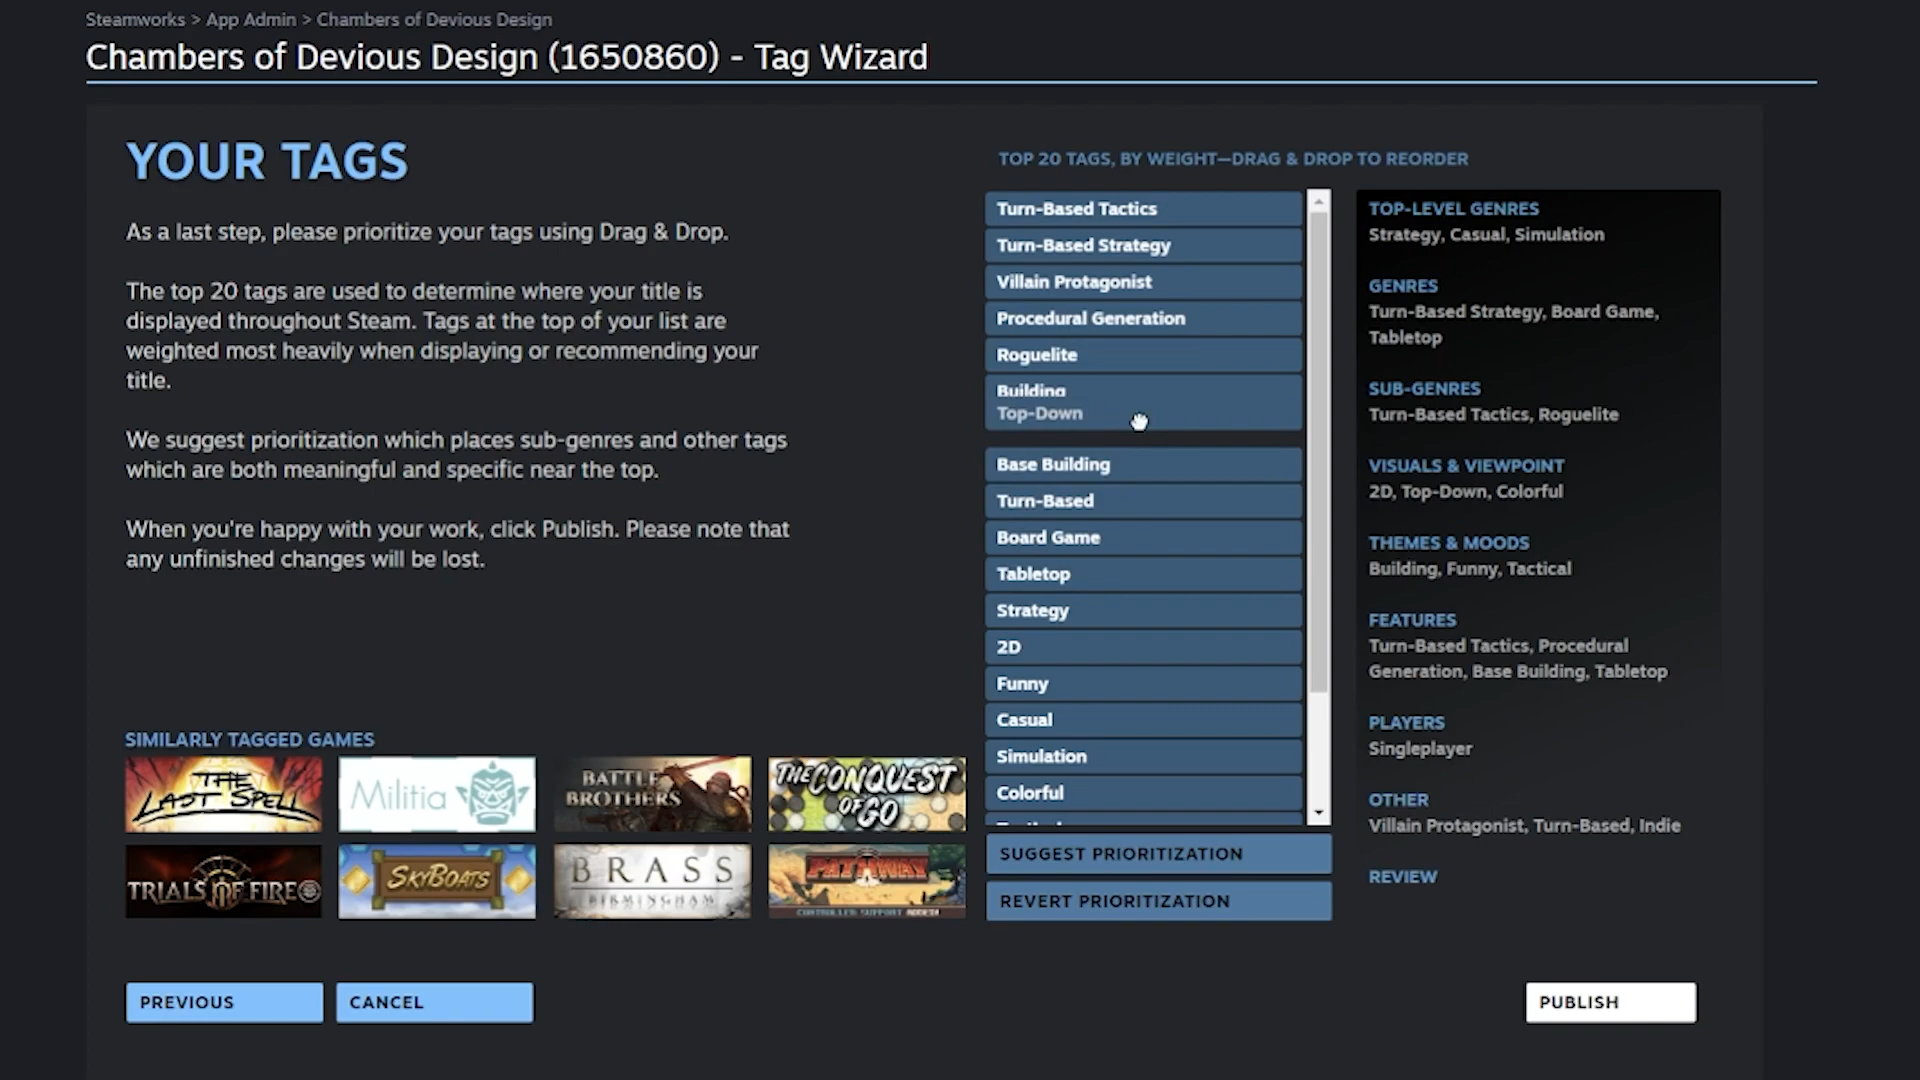 Steamworks > App Admin > Chambers of Devious Design
Chambers of Devious Design (1650860) - Tag Wizard
YOUR TAGS
As a last step, please prioritize your tags using Drag & Drop.
The top 20 tags are used to determine where your title is
displayed throughout Steam. Tags at the top of your list are
weighted most heavily when displaying or recommending your
title.
We suggest prioritization which places sub-genres and other tags
which are both meaningful and specific near the top.
When you're happy with your work, click Publish. Please note that
any unfinished changes will be lost.
SIMILARLY TAGGED GAMES
THE LAST SPELL
Militia
BATTLE BROTHERS
THE CONQUEST OF GO
TRIALS OF FIRE
SKYBOATS
BRASS
BIRMINGHAM
PATHWAY
CONTROLLER SUPPORT ADDED!
PREVIOUS
CANCEL
TOP 20 TAGS, BY WEIGHT—DRAG & DROP TO REORDER
Turn-Based Tactics
Turn-Based Strategy
Villain Protagonist
Procedural Generation
Roguelite
Building
Top-Down
Base Building
Turn-Based
Board Game
Tabletop
Strategy
2D
Funny
Casual
Simulation
Colorful
SUGGEST PRIORITIZATION
REVERT PRIORITIZATION
TOP-LEVEL GENRES
Strategy, Casual, Simulation
GENRES
Turn-Based Strategy, Board Game,
Tabletop
SUB-GENRES
Turn-Based Tactics, Roguelite
VISUALS & VIEWPOINT
2D, Top-Down, Colorful
THEMES & MOODS
Building, Funny, Tactical
FEATURES
Turn-Based Tactics, Procedural
Generation, Base Building, Tabletop
PLAYERS
Singleplayer
OTHER
Villain Protagonist, Turn-Based, Indie
REVIEW
PUBLISH